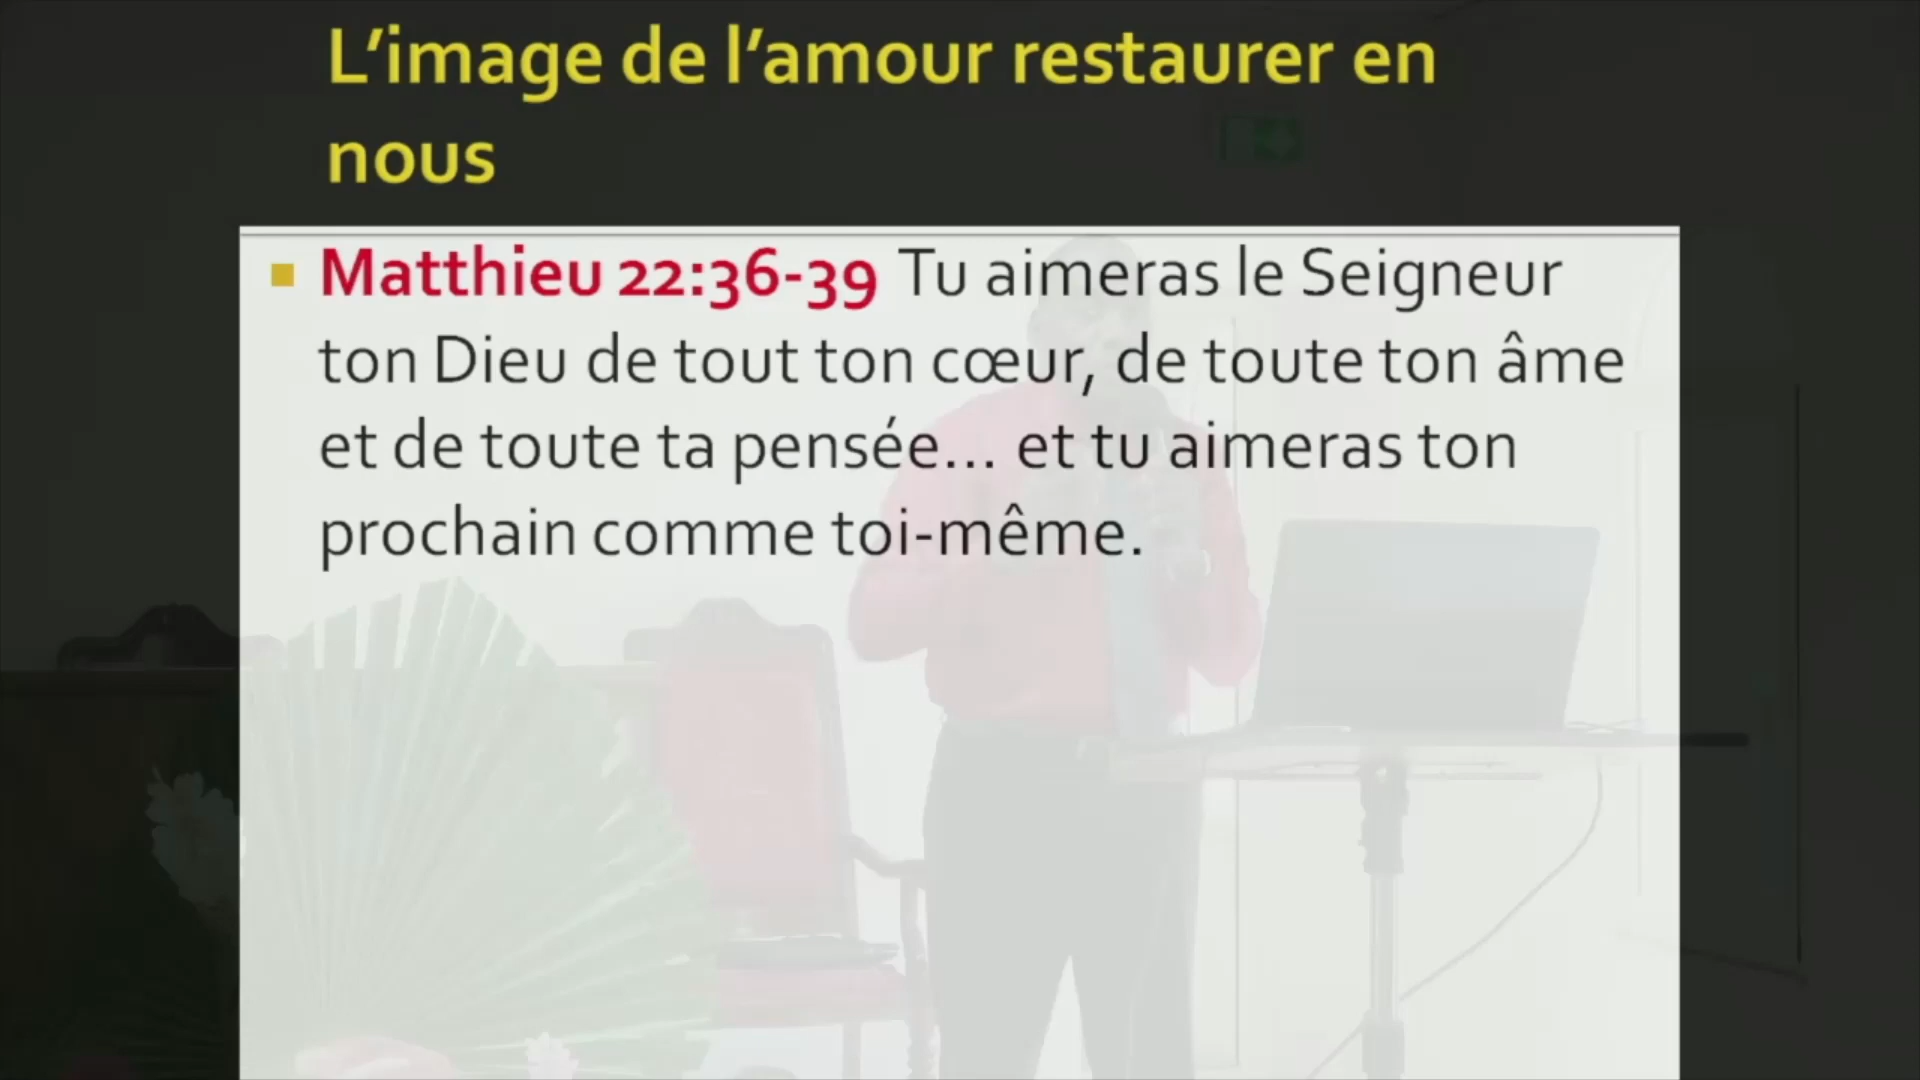 L’image de l’amour restaurer en
nous
Matthieu 22:36-39 Tu aimeras le Seigneur
ton Dieu de tout ton cœur, de toute ton âme
et de toute ta pensée... et tu aimeras ton
prochain comme toi-même.